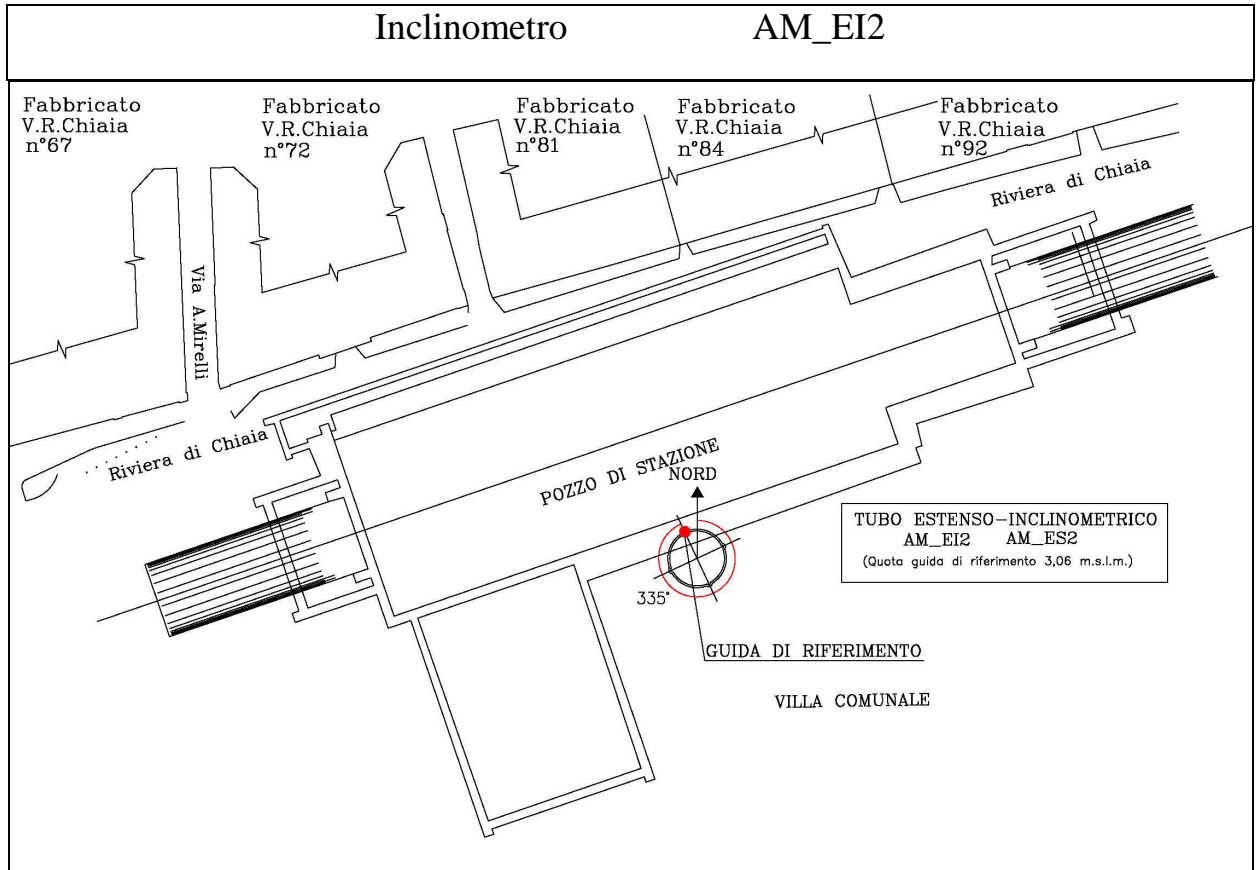 Inclinometro AM_EI2
Fabbricato
V.R.Chiaia
n°67
Fabbricato
V.R.Chiaia
n°72
Fabbricato
V.R.Chiaia
n°81
Fabbricato
V.R.Chiaia
n°84
Fabbricato
V.R.Chiaia
n°92
Riviera di Chiaia
Via A.Mirelli
Riviera di Chiaia
POZZO DI STAZIONE
NORD
TUBO ESTENSO-INCLINOMETRICO
AM_EI2 AM_ES2
(Quota guida di riferimento 3,06 m.s.l.m.)
335°
GUIDA DI RIFERIMENTO
VILLA COMUNALE